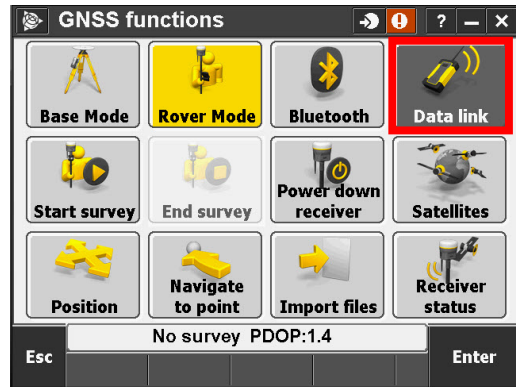 GNSS functions
?
Base Mode
Rover Mode
Bluetooth
Data link
Start survey
End survey
Power down
receiver
Satellites
Position
Navigate
to point
Import files
Receiver
status
No survey PDOP:1.4
Esc
Enter